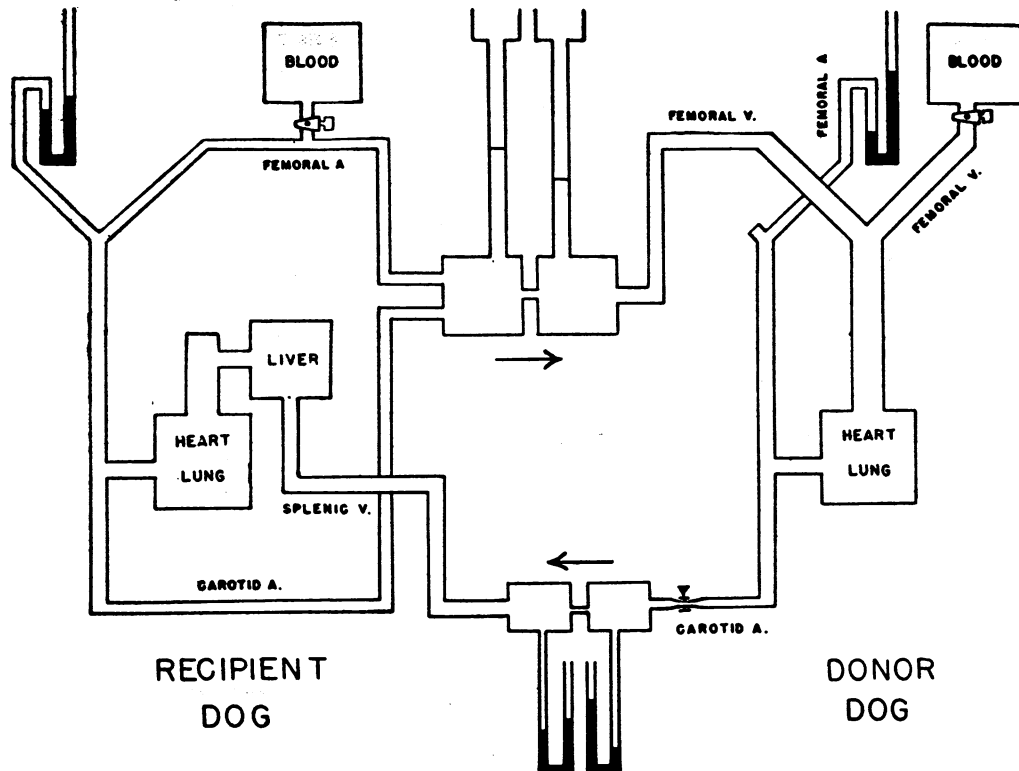 BLOOD
FEMORAL A
FEMORAL V.
FEMORAL A
BLOOD
FEMORAL V.
LIVER
HEART
LUNG
SPLENIC V.
CAROTID A.
HEART
LUNG
CAROTID A.
RECIPIENT
DOG
DONOR
DOG